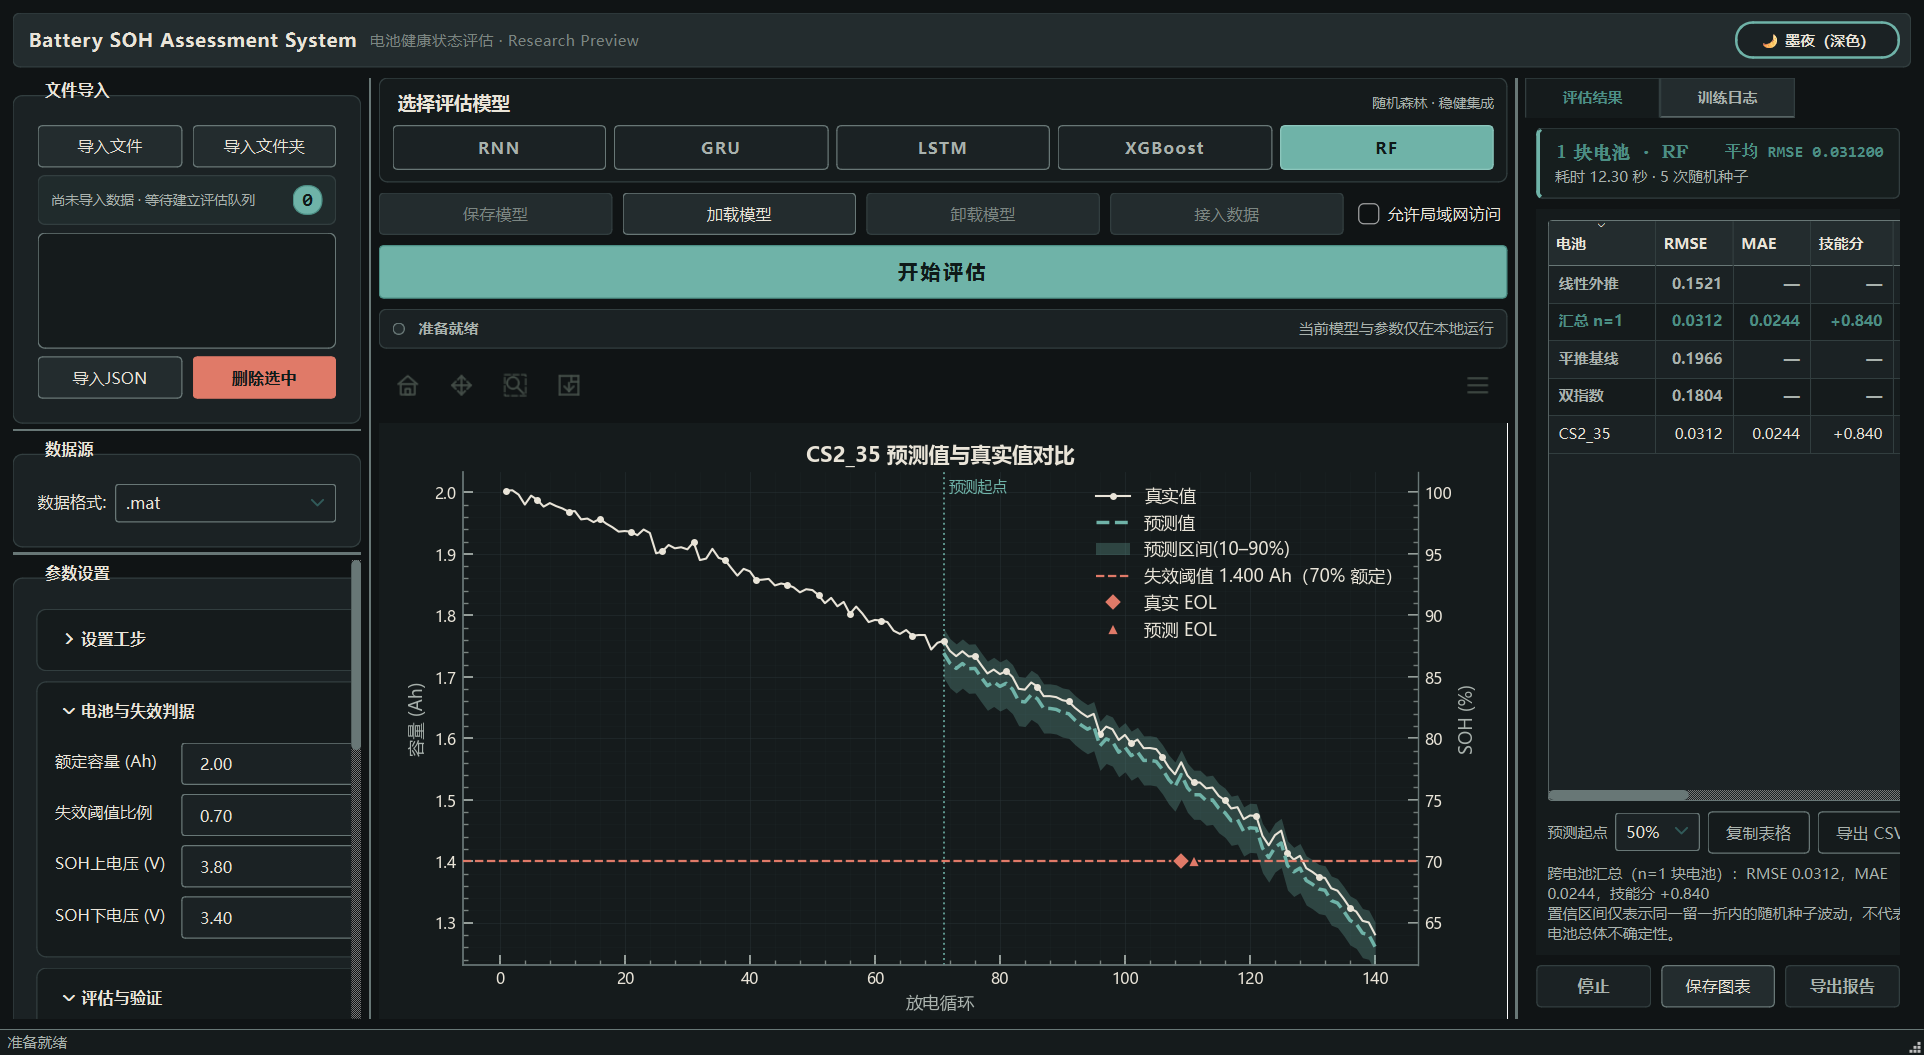 Battery SOH Assessment System 电池健康状态评估 · Research Preview
墨夜（深色）
文件导入
导入文件 导入文件夹
尚未导入数据 · 等待建立评估队列 0
导入JSON 删除选中
数据源
数据格式: .mat
参数设置
设置工步
电池与失效判据
额定容量 (Ah) 2.00
失效阈值比例 0.70
SOH上电压 (V) 3.80
SOH下电压 (V) 3.40
评估与验证
选择评估模型 随机森林 · 稳健集成
RNN GRU LSTM XGBoost RF
保存模型 加载模型 卸载模型 接入数据 允许局域网访问
开始评估
准备就绪 当前模型与参数仅在本地运行
CS2_35 预测值与真实值对比
预测起点
真实值
预测值
预测区间(10–90%)
失效阈值 1.400 Ah（70% 额定）
真实 EOL
预测 EOL
容量 (Ah)
2.0
1.9
1.8
1.7
1.6
1.5
1.4
1.3
100
95
90
85
80
75
70
65
SOH (%)
0 20 40 60 80 100 120 140
放电循环
评估结果 训练日志
1 块电池 · RF 平均 RMSE 0.031200
耗时 12.30 秒 · 5 次随机种子
电池 RMSE MAE 技能分
线性外推 0.1521 — —
汇总 n=1 0.0312 0.0244 +0.840
平推基线 0.1966 — —
双指数 0.1804 — —
CS2_35 0.0312 0.0244 +0.840
预测起点 50% 复制表格 导出 CSV
跨电池汇总（n=1 块电池）：RMSE 0.0312，MAE
0.0244，技能分 +0.840
置信区间仅表示同一留一折内的随机种子波动，不代表
电池总体不确定性。
停止 保存图表 导出报告
准备就绪